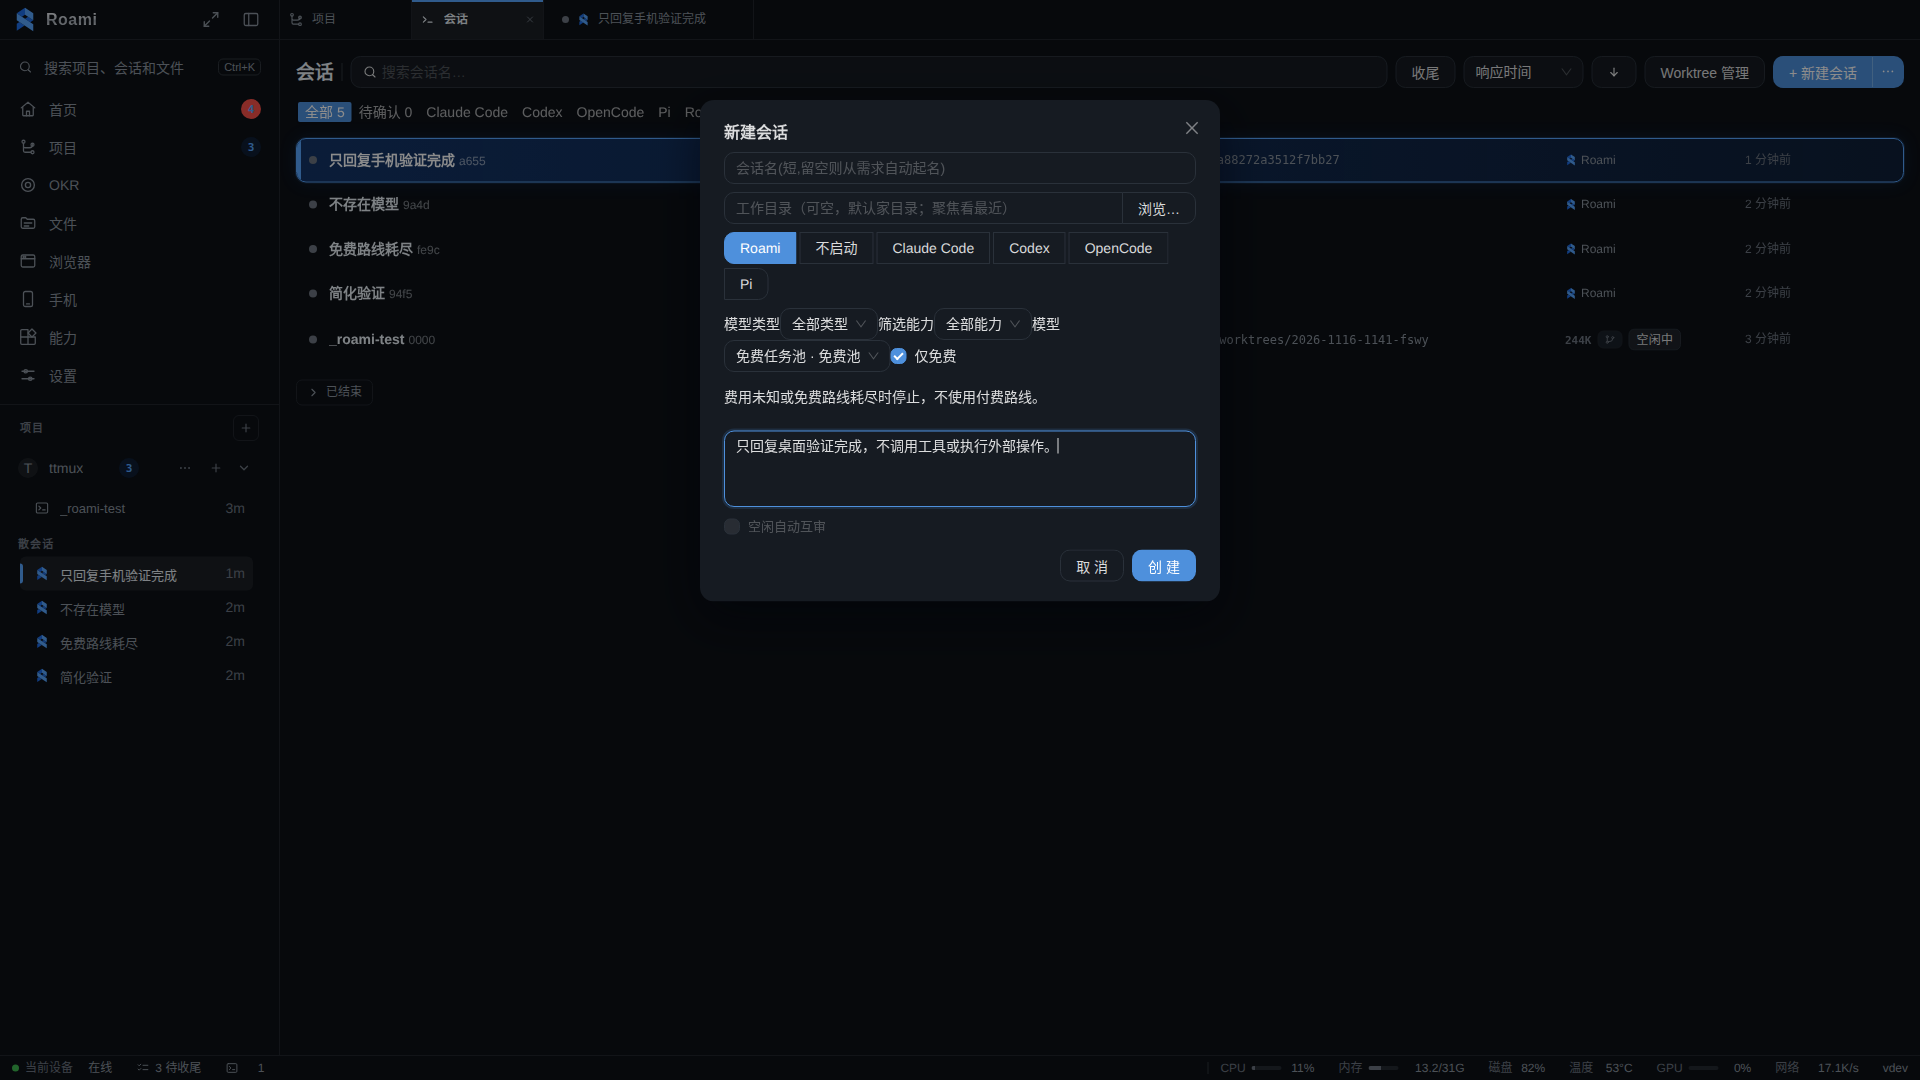 Roami
项目
会话
只回复手机验证完成
搜索项目、会话和文件 Ctrl+K
首页 4
项目 3
OKR
文件
浏览器
手机
能力
设置
项目
T ttmux 3
_roami-test 3m
散会话
只回复手机验证完成 1m
不存在模型 2m
免费路线耗尽 2m
简化验证 2m
会话 搜索会话名… 收尾 响应时间 Worktree 管理 + 新建会话
全部 5 待确认 0 Claude Code Codex OpenCode Pi Ro
只回复手机验证完成 a655 a88272a3512f7bb27 Roami 1 分钟前
不存在模型 9a4d Roami 2 分钟前
免费路线耗尽 fe9c Roami 2 分钟前
简化验证 94f5 Roami 2 分钟前
_roami-test 0000 worktrees/2026-1116-1141-fswy 244K 空闲中 3 分钟前
已结束
新建会话
会话名(短,留空则从需求自动起名)
工作目录（可空，默认家目录；聚焦看最近） 浏览…
Roami 不启动 Claude Code Codex OpenCode
Pi
模型类型 全部类型 筛选能力 全部能力 模型
免费任务池 · 免费池 仅免费
费用未知或免费路线耗尽时停止，不使用付费路线。
只回复桌面验证完成，不调用工具或执行外部操作。
空闲自动互审
取 消 创 建
当前设备 在线 3 待收尾 1 CPU 11% 内存 13.2/31G 磁盘 82% 温度 53°C GPU 0% 网络 17.1K/s vdev